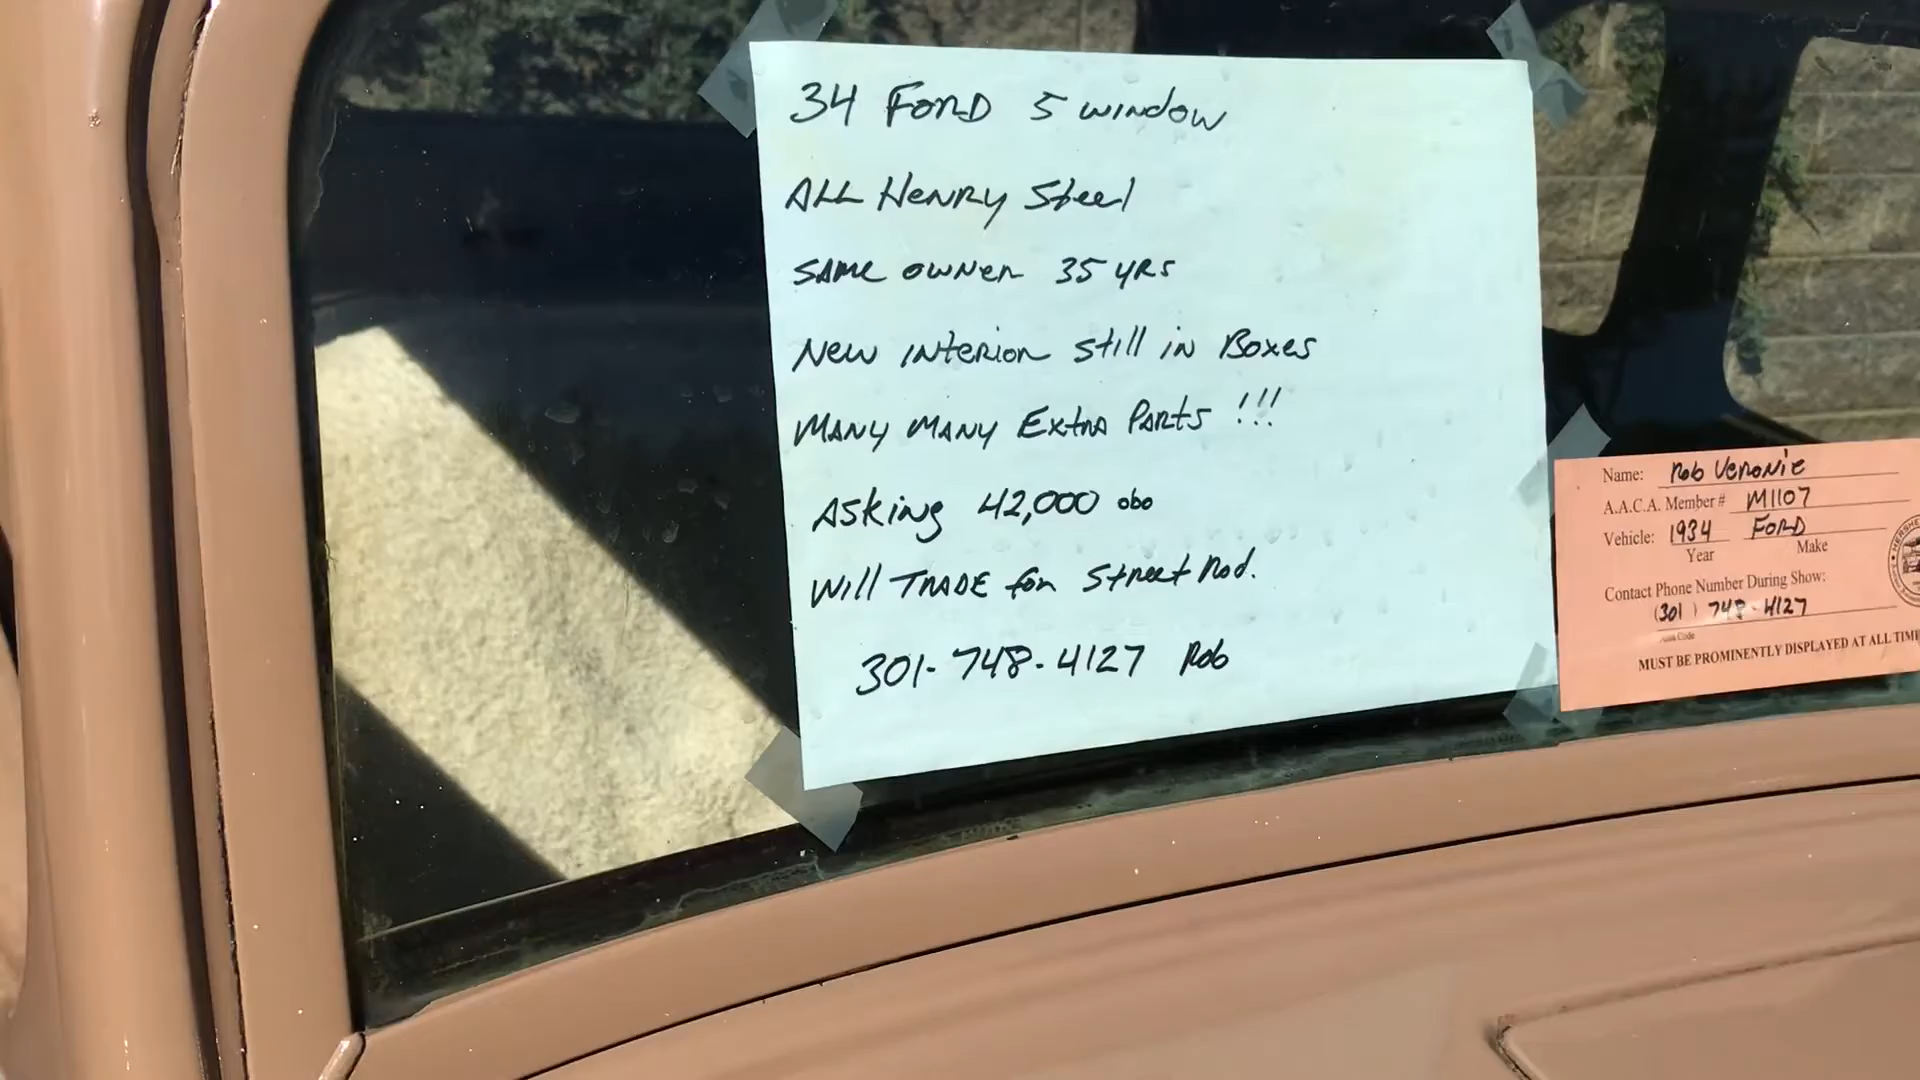 34 Ford 5 window
ALL Henry Steel
SAME OWNER 35 YRS
New INTERIOR still in Boxes
MANY MANY Extra Parts !!!
Asking 42,000 obo
Will TRADE for Street Rod.
301-748-4127 Rob
Name: Rob Veronie
A.A.C.A. Member # M1107
Vehicle: 1934 FORD
Year Make
Contact Phone Number During Show:
(301) 748-4127
Area Code
MUST BE PROMINENTLY DISPLAYED AT ALL